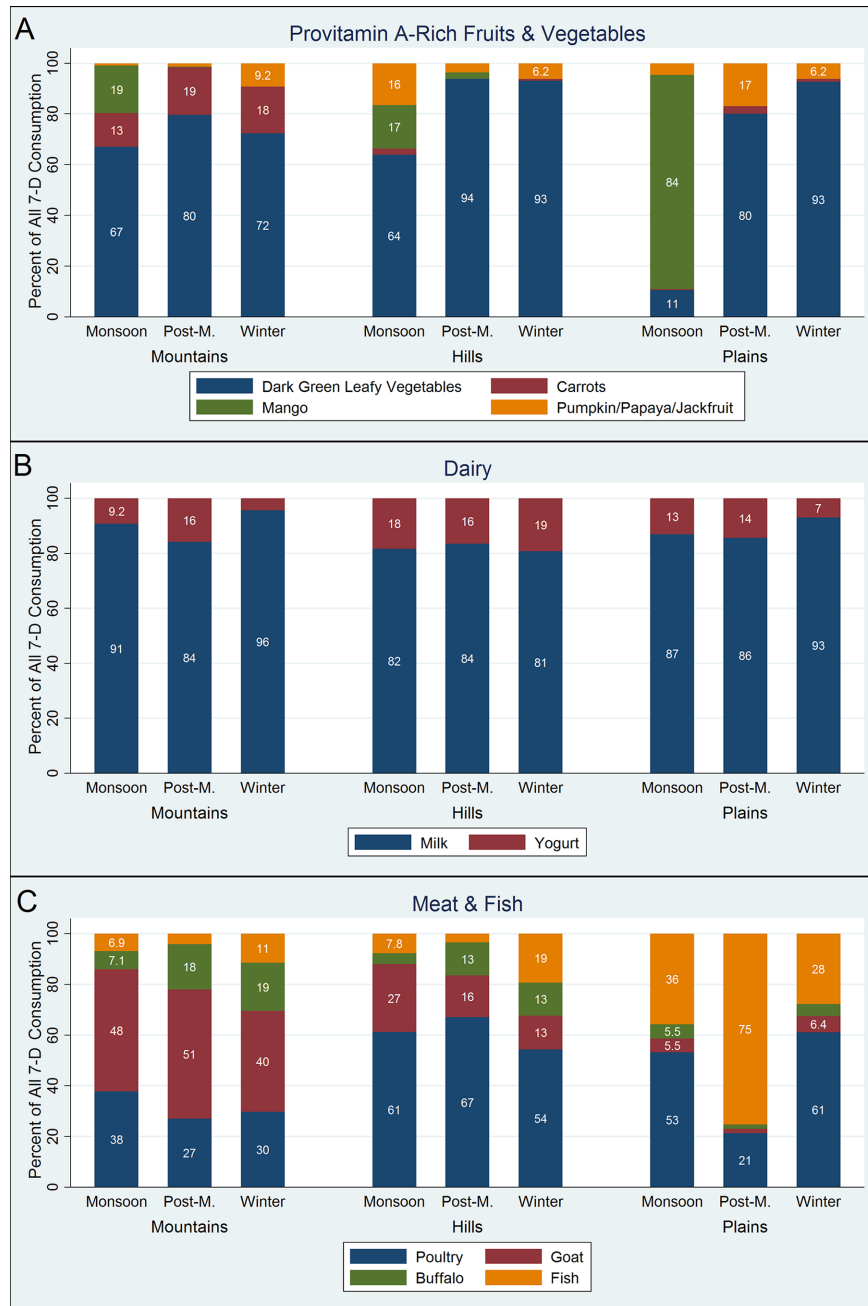 A
Provitamin A-Rich Fruits & Vegetables
Percent of All 7-D Consumption
0 20 40 60 80 100
9.2 16 6.2 17 6.2
19 19 18 17 84
13
67 80 72 64 94 93 11 80 93
Monsoon Post-M. Winter Monsoon Post-M. Winter Monsoon Post-M. Winter
Mountains Hills Plains
Dark Green Leafy Vegetables Carrots
Mango Pumpkin/Papaya/Jackfruit
B
Dairy
Percent of All 7-D Consumption
0 20 40 60 80 100
9.2 16 18 16 19 13 14 7
91 84 96 82 84 81 87 86 93
Monsoon Post-M. Winter Monsoon Post-M. Winter Monsoon Post-M. Winter
Mountains Hills Plains
Milk Yogurt
C
Meat & Fish
Percent of All 7-D Consumption
0 20 40 60 80 100
6.9 11 7.8 19 36 75 28
7.1 18 19 13 13 5.5
48 51 40 27 16 13 5.5 6.4
38 27 30 61 67 54 53 21 61
Monsoon Post-M. Winter Monsoon Post-M. Winter Monsoon Post-M. Winter
Mountains Hills Plains
Poultry Goat
Buffalo Fish